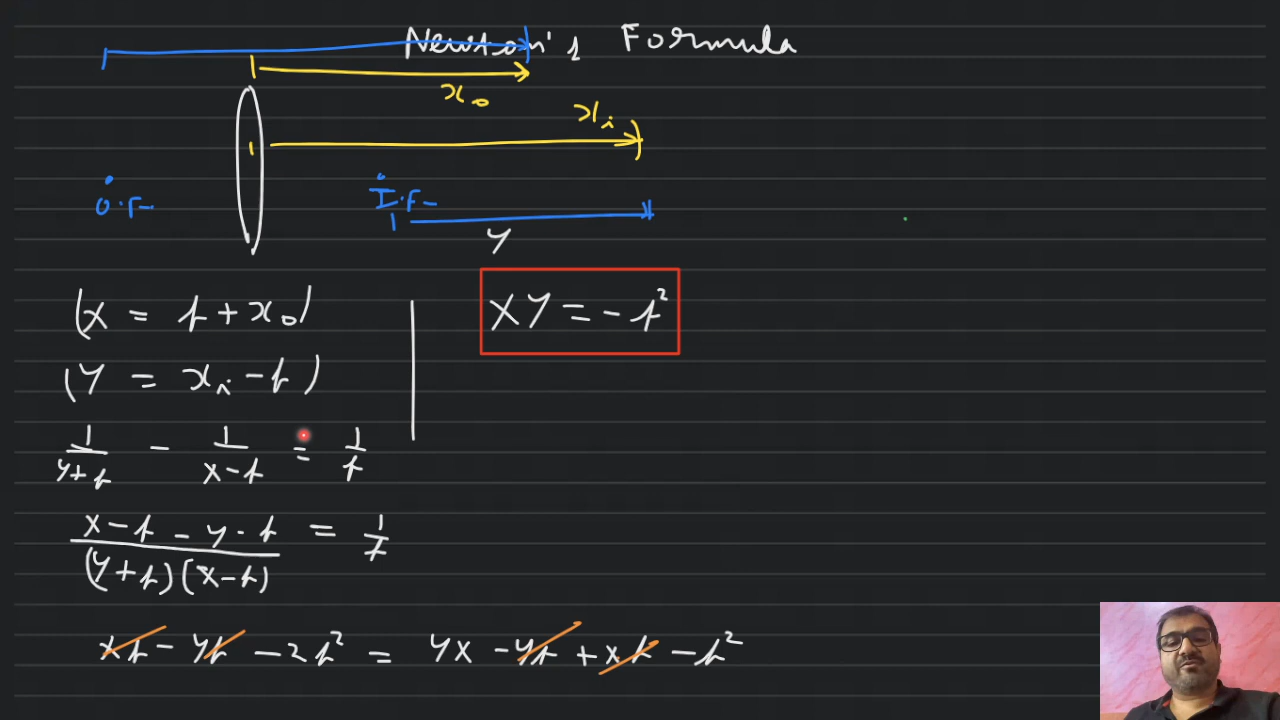 Newton's Formula
x₀
xᵢ
O.F-
I.F-
Y
(X = f + x₀)
XY = -f²
(Y = xᵢ - f)
1/(Y+f) - 1/(X-f) = 1/f
(X-f - Y-f)/((Y+f)(X-f)) = 1/f
Xf - Yf - 2f² = YX - Yf + Xf - f²